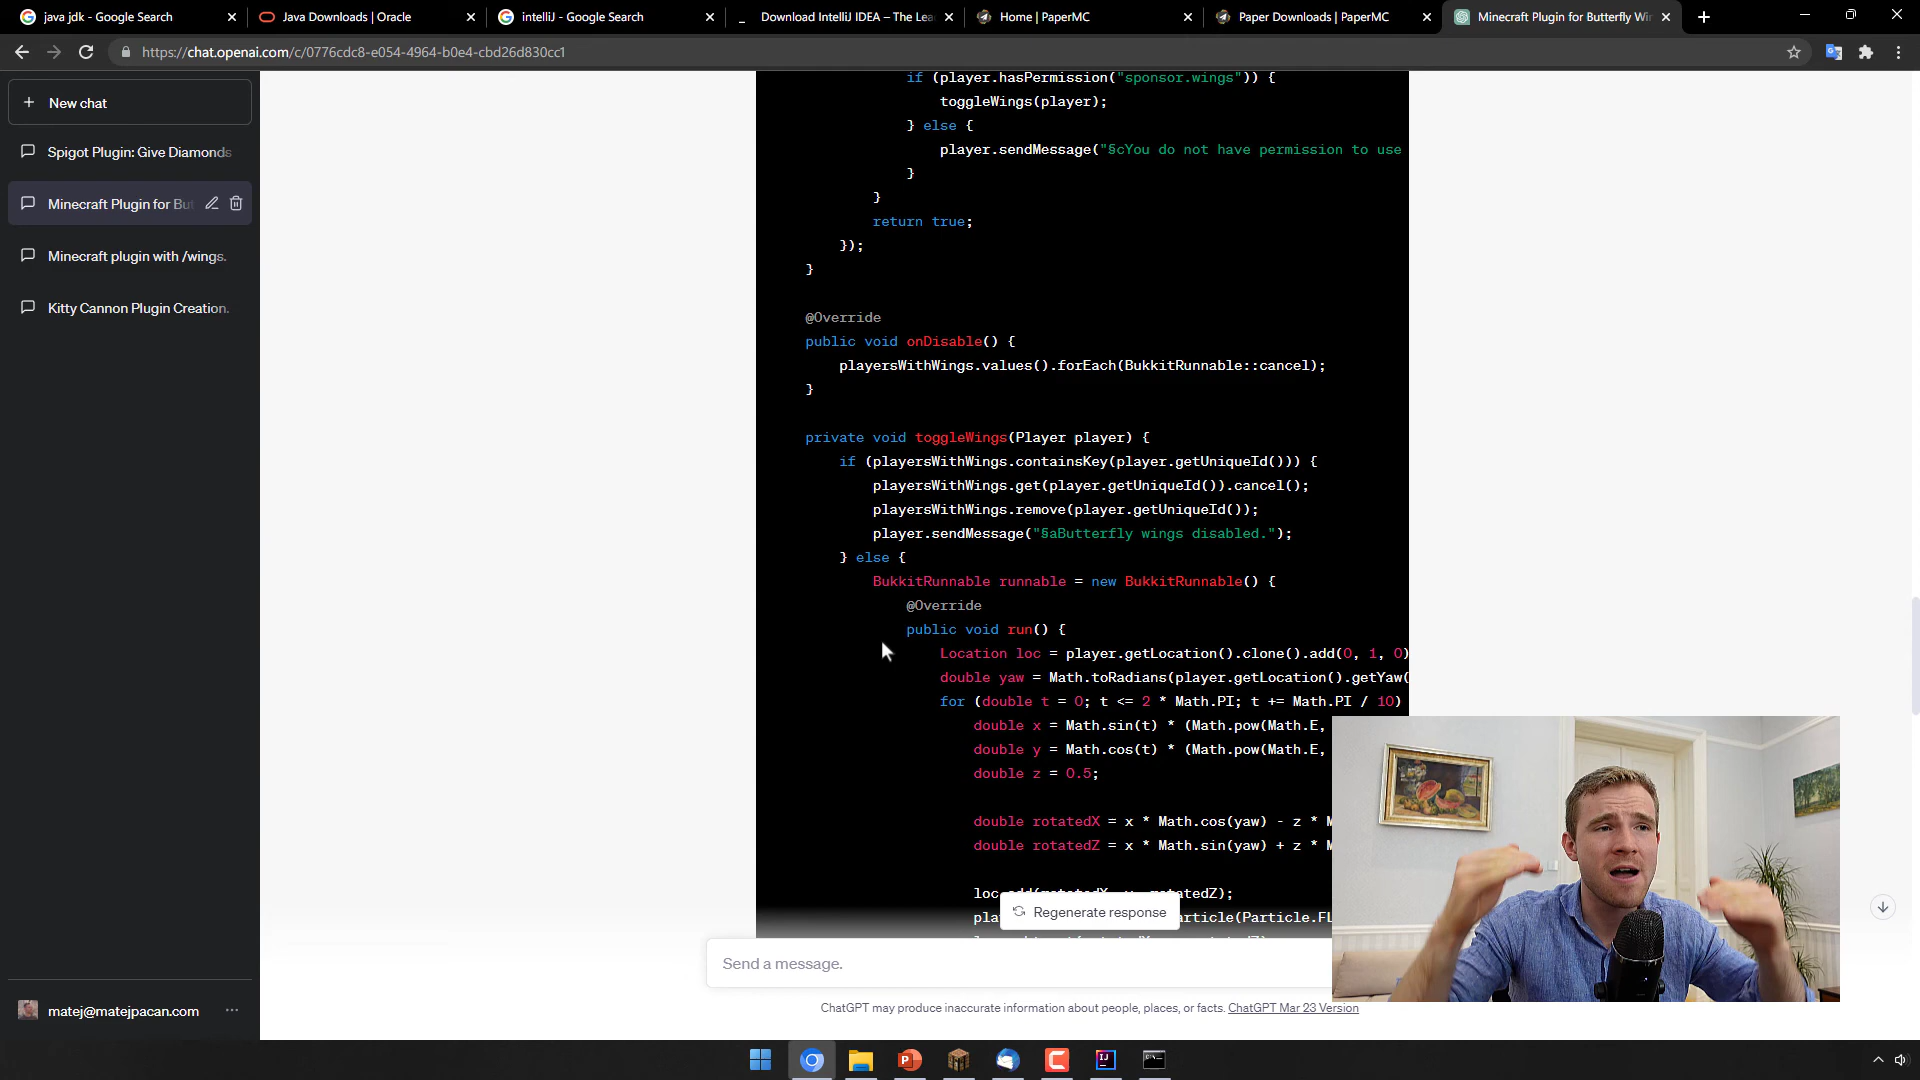 java jdk - Google Search
Java Downloads | Oracle
intelliJ - Google Search
Download IntelliJ IDEA – The Lea
Home | PaperMC
Paper Downloads | PaperMC
Minecraft Plugin for Butterfly Win
https://chat.openai.com/c/0776cdc8-e054-4964-b0e4-cbd26d830cc1
New chat
Spigot Plugin: Give Diamonds
Minecraft Plugin for But
Minecraft plugin with /wings.
Kitty Cannon Plugin Creation.
matej@matejpacan.com
if (player.hasPermission("sponsor.wings")) {
toggleWings(player);
} else {
player.sendMessage("§cYou do not have permission to use
}
}
return true;
});
}
@Override
public void onDisable() {
playersWithWings.values().forEach(BukkitRunnable::cancel);
}
private void toggleWings(Player player) {
if (playersWithWings.containsKey(player.getUniqueId())) {
playersWithWings.get(player.getUniqueId()).cancel();
playersWithWings.remove(player.getUniqueId());
player.sendMessage("§aButterfly wings disabled.");
} else {
BukkitRunnable runnable = new BukkitRunnable() {
@Override
public void run() {
Location loc = player.getLocation().clone().add(0, 1, 0)
double yaw = Math.toRadians(player.getLocation().getYaw(
for (double t = 0; t <= 2 * Math.PI; t += Math.PI / 10)
double x = Math.sin(t) * (Math.pow(Math.E,
double y = Math.cos(t) * (Math.pow(Math.E,
double z = 0.5;
double rotatedX = x * Math.cos(yaw) - z * M
double rotatedZ = x * Math.sin(yaw) + z * M
Regenerate response
Send a message.
ChatGPT may produce inaccurate information about people, places, or facts. ChatGPT Mar 23 Version